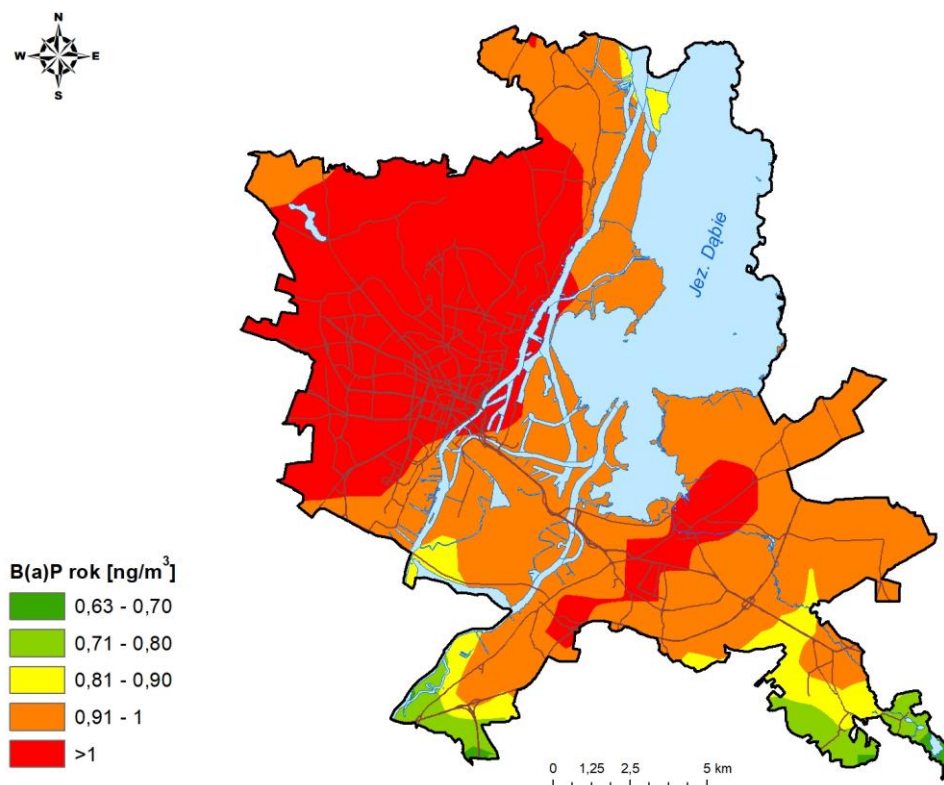 N
W E
S
Jez. Dąbie
B(a)P rok [ng/m³]
0,63 - 0,70
0,71 - 0,80
0,81 - 0,90
0,91 - 1
>1
0 1,25 2,5 5 km